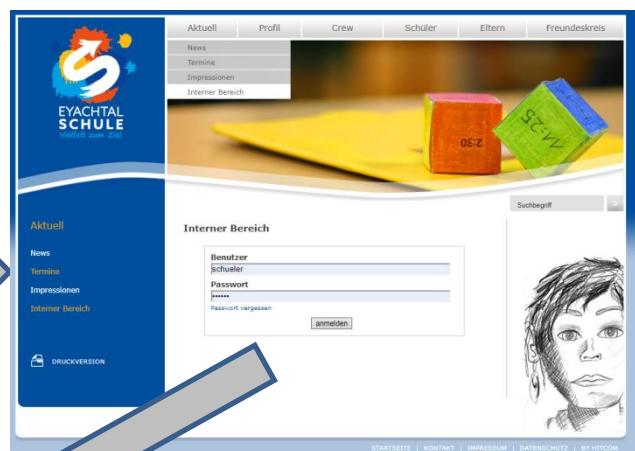 Aktuell Profil Crew Schüler Eltern Freundeskreis
News
Termine
Impressionen
Interner Bereich
EYACHTAL
SCHULE
Vielfalt zum Ziel
2:30
11:25
Suchbegriff >
Aktuell
News
Termine
Impressionen
Interner Bereich
DRUCKVERSION
Interner Bereich
Benutzer
schueler
Passwort
••••••
Passwort vergessen
anmelden
STARTSEITE | KONTAKT | IMPRESSUM | DATENSCHUTZ | BY HITCOM